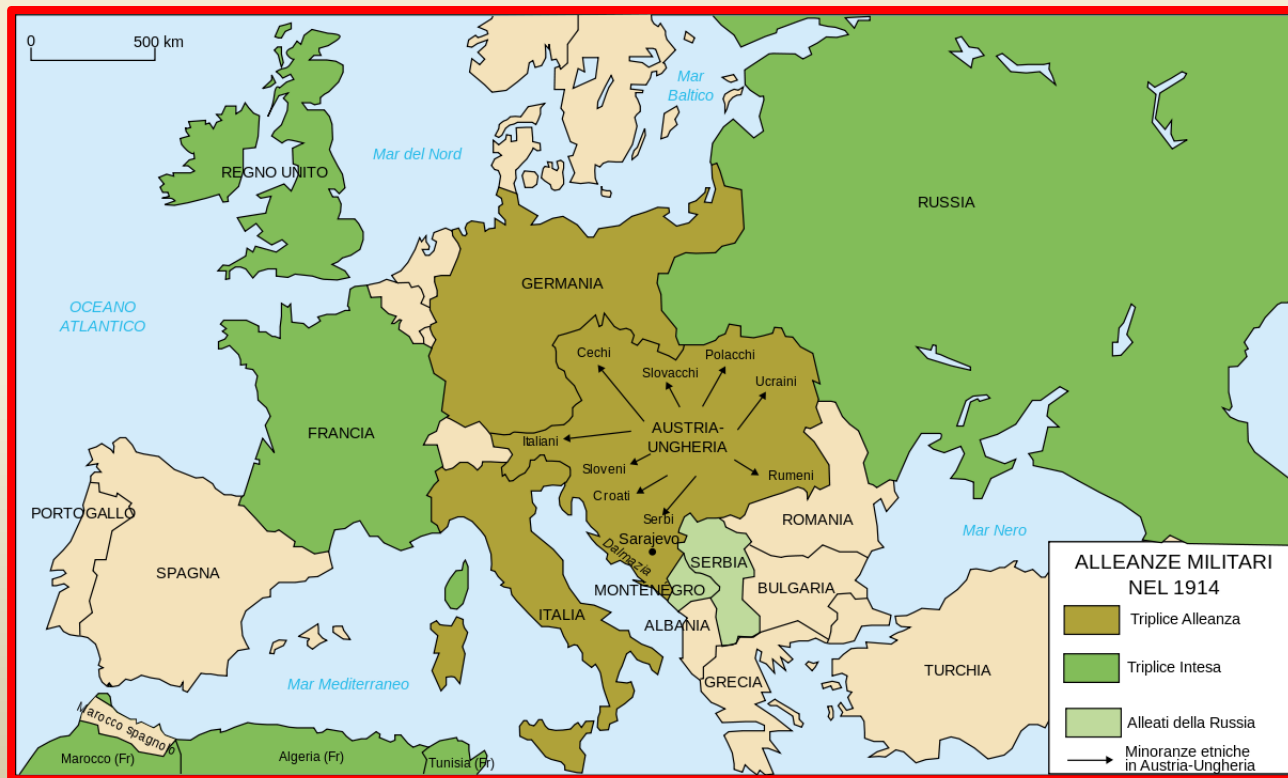 0 500 km
Mar
Baltico
Mar del Nord
REGNO UNITO
RUSSIA
GERMANIA
OCEANO
ATLANTICO
Cechi
Slovacchi
Polacchi
Ucraini
FRANCIA
AUSTRIA-
UNGHERIA
Italiani
Sloveni
Croati
Serbi
Rumeni
PORTOGALLO
SPAGNA
Sarajevo
Dalmazia
ROMANIA
Mar Nero
SERBIA
MONTENEGRO
BULGARIA
ITALIA
ALBANIA
GRECIA
TURCHIA
Mar Mediterraneo
Marocco spagnolo
Marocco (Fr)
Algeria (Fr)
Tunisia (Fr)
ALLEANZE MILITARI
NEL 1914
Triplice Alleanza
Triplice Intesa
Alleati della Russia
Minoranze etniche
in Austria-Ungheria